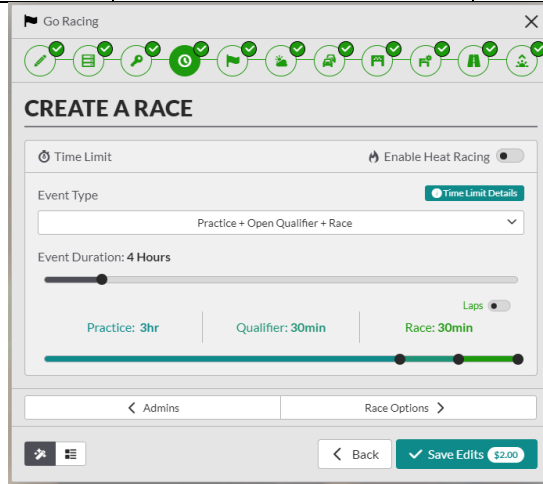 Go Racing
CREATE A RACE
Time Limit
Enable Heat Racing
Event Type
Time Limit Details
Practice + Open Qualifier + Race
Event Duration: 4 Hours
Laps
Practice: 3hr
Qualifier: 30min
Race: 30min
Admins
Race Options
Back
Save Edits $2.00